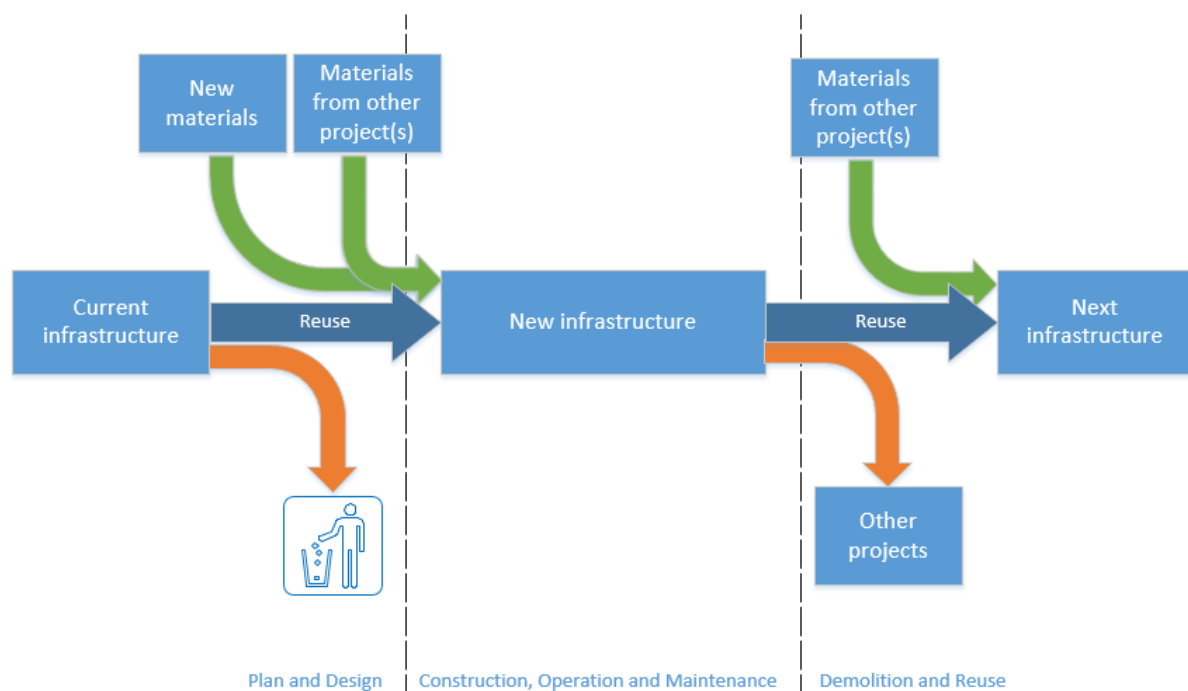 New
materials
Materials
from other
project(s)
Materials
from other
project(s)
Current
infrastructure
Reuse
New infrastructure
Reuse
Next
infrastructure
Other
projects
Plan and Design
Construction, Operation and Maintenance
Demolition and Reuse